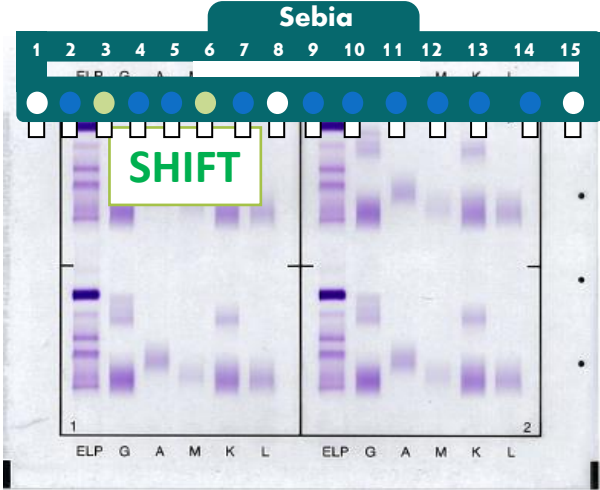 Sebia
1 2 3 4 5 6 7 8 9 10 11 12 13 14 15
ELP G A M K L
SHIFT
1 2
ELP G A M K L ELP G A M K L